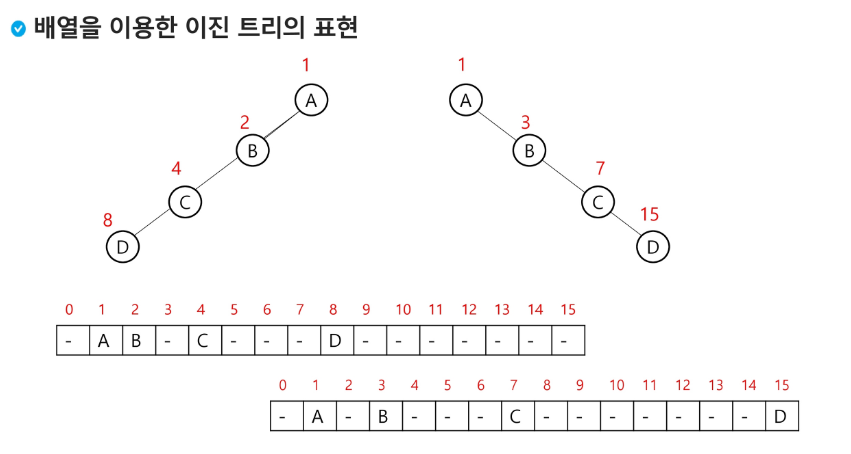 배열을 이용한 이진 트리의 표현
1
A
2
B
4
C
8
D
1
A
3
B
7
C
15
D
0 1 2 3 4 5 6 7 8 9 10 11 12 13 14 15
- A B - C - - - D - - - - - - -
0 1 2 3 4 5 6 7 8 9 10 11 12 13 14 15
- A - B - - - C - - - - - - - D